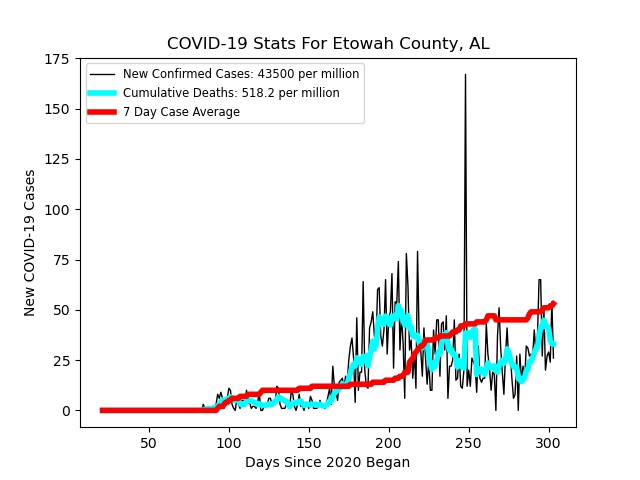 COVID-19 Stats For Etowah County, AL
New Confirmed Cases: 43500 per million
Cumulative Deaths: 518.2 per million
7 Day Case Average
New COVID-19 Cases
175
150
125
100
75
50
25
0
50 100 150 200 250 300
Days Since 2020 Began